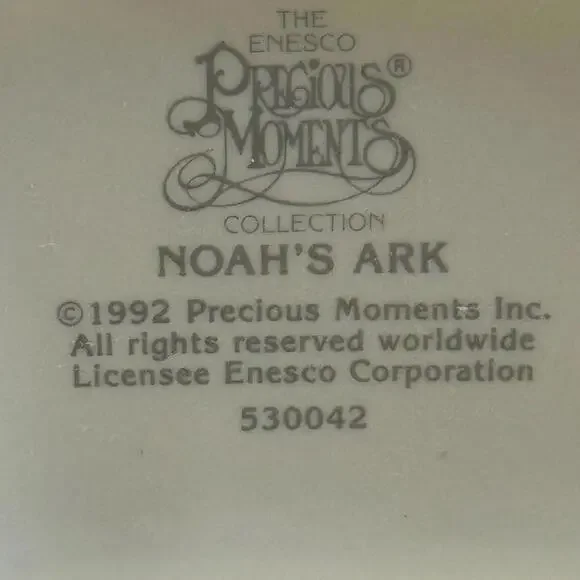 THE
ENESCO
PRECIOUS®
MOMENTS
COLLECTION
NOAH'S ARK
©1992 Precious Moments Inc.
All rights reserved worldwide
Licensee Enesco Corporation
530042